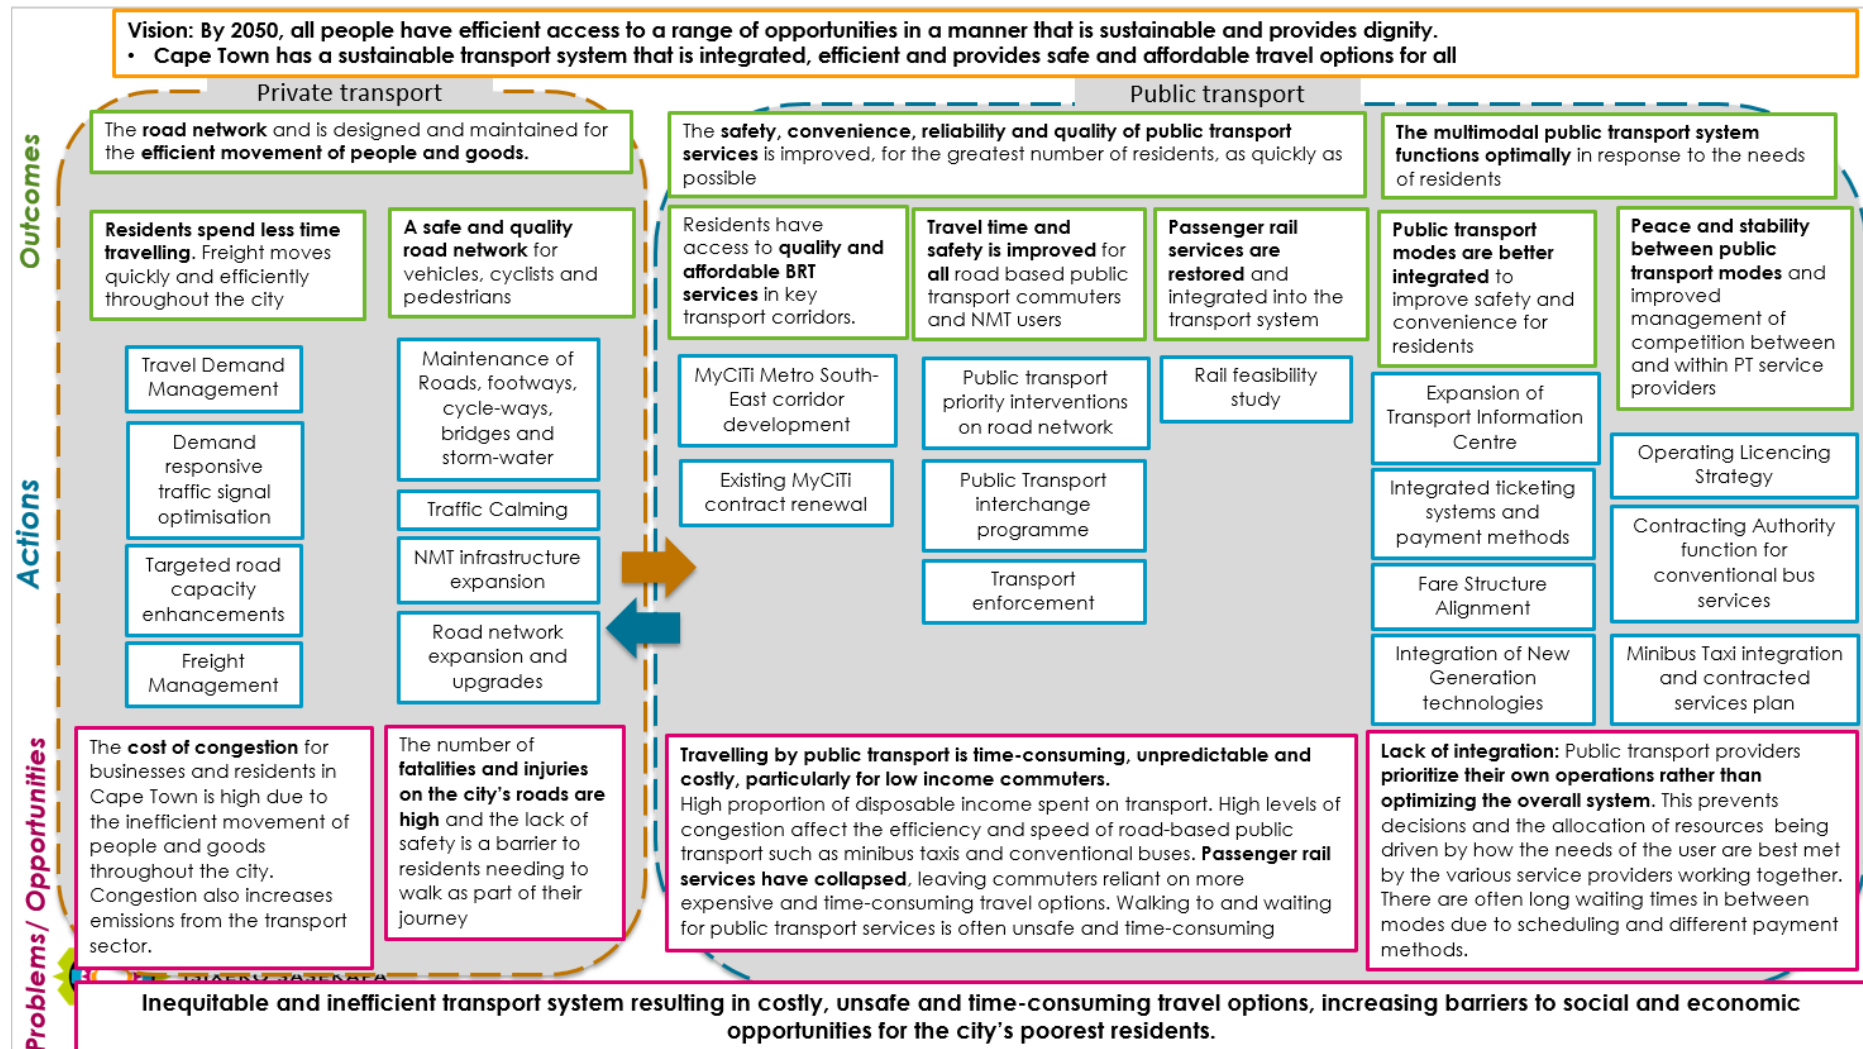 Vision: By 2050, all people have efficient access to a range of opportunities in a manner that is sustainable and provides dignity.
• Cape Town has a sustainable transport system that is integrated, efficient and provides safe and affordable travel options for all
Private transport
Public transport
Outcomes
The road network and is designed and maintained for
the efficient movement of people and goods.
The safety, convenience, reliability and quality of public transport
services is improved, for the greatest number of residents, as quickly as
possible
The multimodal public transport system
functions optimally in response to the needs
of residents
Residents spend less time
travelling. Freight moves
quickly and efficiently
throughout the city
A safe and quality
road network for
vehicles, cyclists and
pedestrians
Residents have
access to quality and
affordable BRT
services in key
transport corridors.
Travel time and
safety is improved for
all road based public
transport commuters
and NMT users
Passenger rail
services are
restored and
integrated into the
transport system
Public transport
modes are better
integrated to
improve safety and
convenience for
residents
Peace and stability
between public
transport modes and
improved
management of
competition between
and within PT service
providers
Actions
Travel Demand
Management
Demand
responsive
traffic signal
optimisation
Targeted road
capacity
enhancements
Freight
Management
Maintenance of
Roads, footways,
cycle-ways,
bridges and
storm-water
Traffic Calming
NMT infrastructure
expansion
Road network
expansion and
upgrades
MyCiTi Metro South-
East corridor
development
Existing MyCiTi
contract renewal
Public transport
priority interventions
on road network
Public Transport
interchange
programme
Transport
enforcement
Rail feasibility
study
Expansion of
Transport Information
Centre
Integrated ticketing
systems and
payment methods
Fare Structure
Alignment
Integration of New
Generation
technologies
Operating Licencing
Strategy
Contracting Authority
function for
conventional bus
services
Minibus Taxi integration
and contracted
services plan
Problems/ Opportunities
The cost of congestion for
businesses and residents in
Cape Town is high due to
the inefficient movement of
people and goods
throughout the city.
Congestion also increases
emissions from the transport
sector.
The number of
fatalities and injuries
on the city's roads are
high and the lack of
safety is a barrier to
residents needing to
walk as part of their
journey
Travelling by public transport is time-consuming, unpredictable and
costly, particularly for low income commuters.
High proportion of disposable income spent on transport. High levels of
congestion affect the efficiency and speed of road-based public
transport such as minibus taxis and conventional buses. Passenger rail
services have collapsed, leaving commuters reliant on more
expensive and time-consuming travel options. Walking to and waiting
for public transport services is often unsafe and time-consuming
Lack of integration: Public transport providers
prioritize their own operations rather than
optimizing the overall system. This prevents
decisions and the allocation of resources being
driven by how the needs of the user are best met
by the various service providers working together.
There are often long waiting times in between
modes due to scheduling and different payment
methods.
ISIXEKO SASEKAPA
Inequitable and inefficient transport system resulting in costly, unsafe and time-consuming travel options, increasing barriers to social and economic
opportunities for the city's poorest residents.